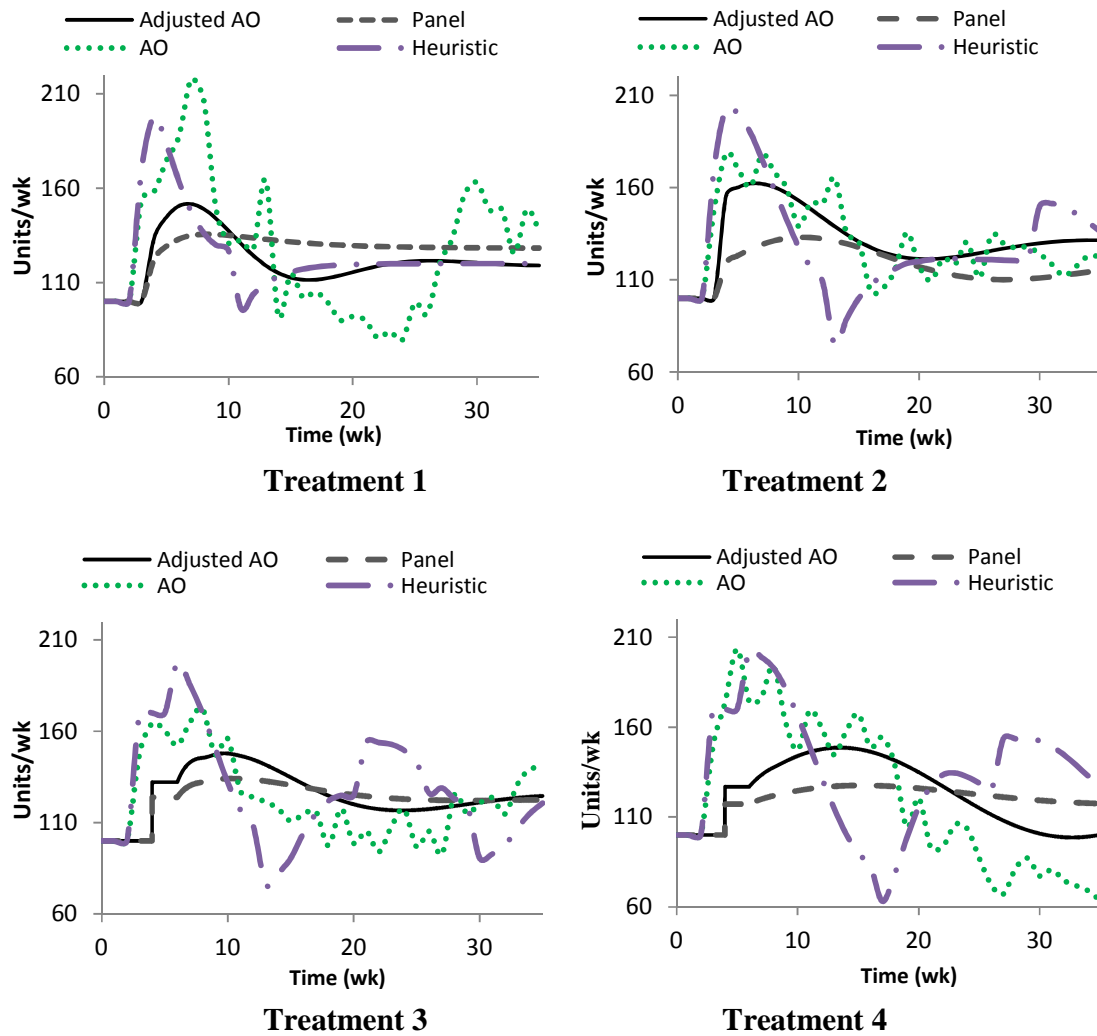 Adjusted AO Panel
AO Heuristic
210
160
110
60
Units/wk
0 10 20 30
Time (wk)
Treatment 1
Adjusted AO Panel
AO Heuristic
210
160
110
60
Units/wk
0 10 20 30
Time (wk)
Treatment 2
Adjusted AO Panel
AO Heuristic
210
160
110
60
Units/wk
0 10 20 30
Time (wk)
Treatment 3
Adjusted AO Panel
AO Heuristic
210
160
110
60
Units/wk
0 10 20 30
Time (wk)
Treatment 4